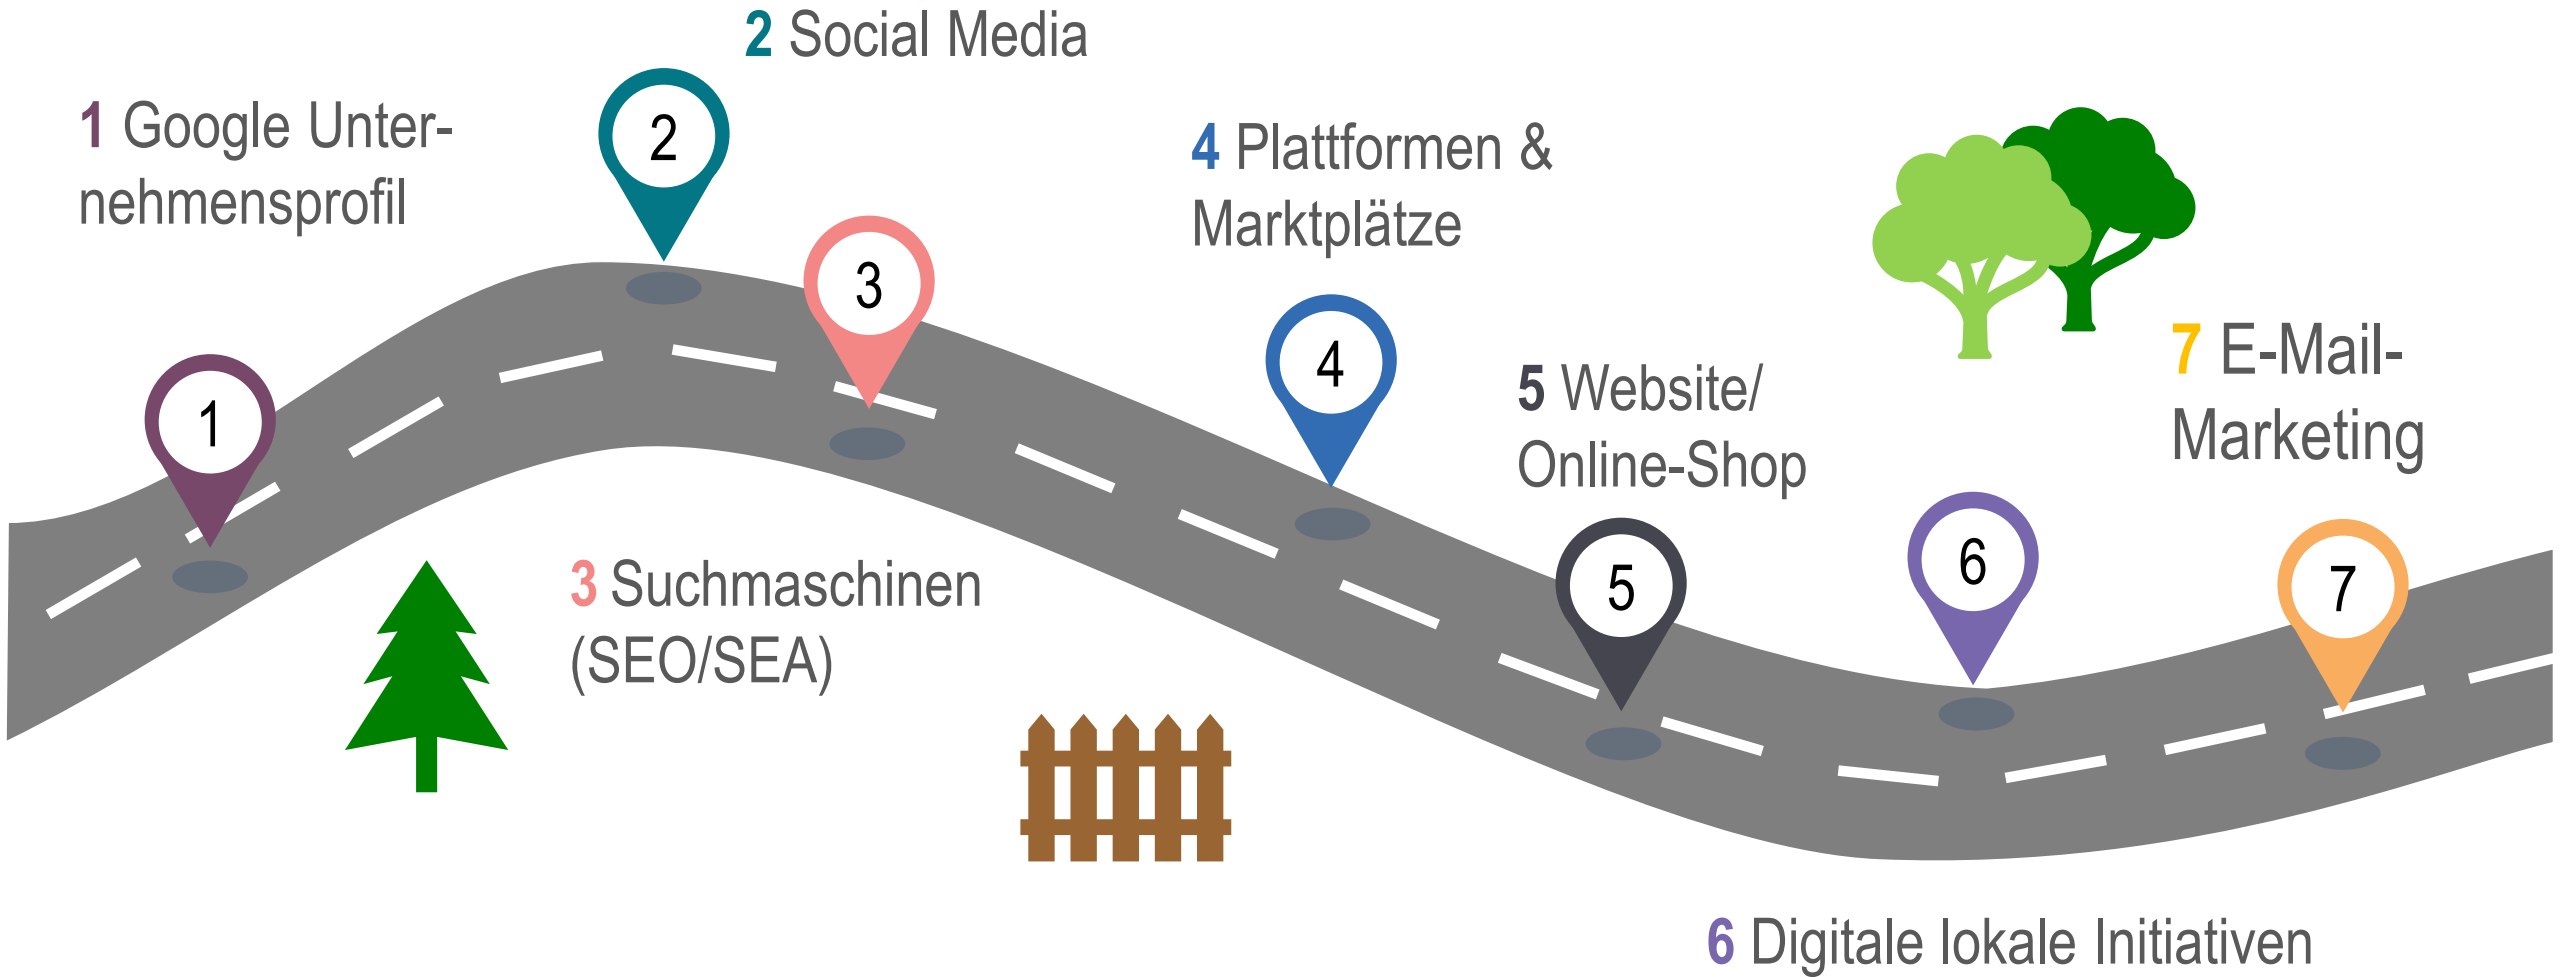 1 Google Unter-
nehmensprofil
2 Social Media
3 Suchmaschinen
(SEO/SEA)
4 Plattformen &
Marktplätze
5 Website/
Online-Shop
6 Digitale lokale Initiativen
7 E-Mail-
Marketing
1
2
3
4
5
6
7